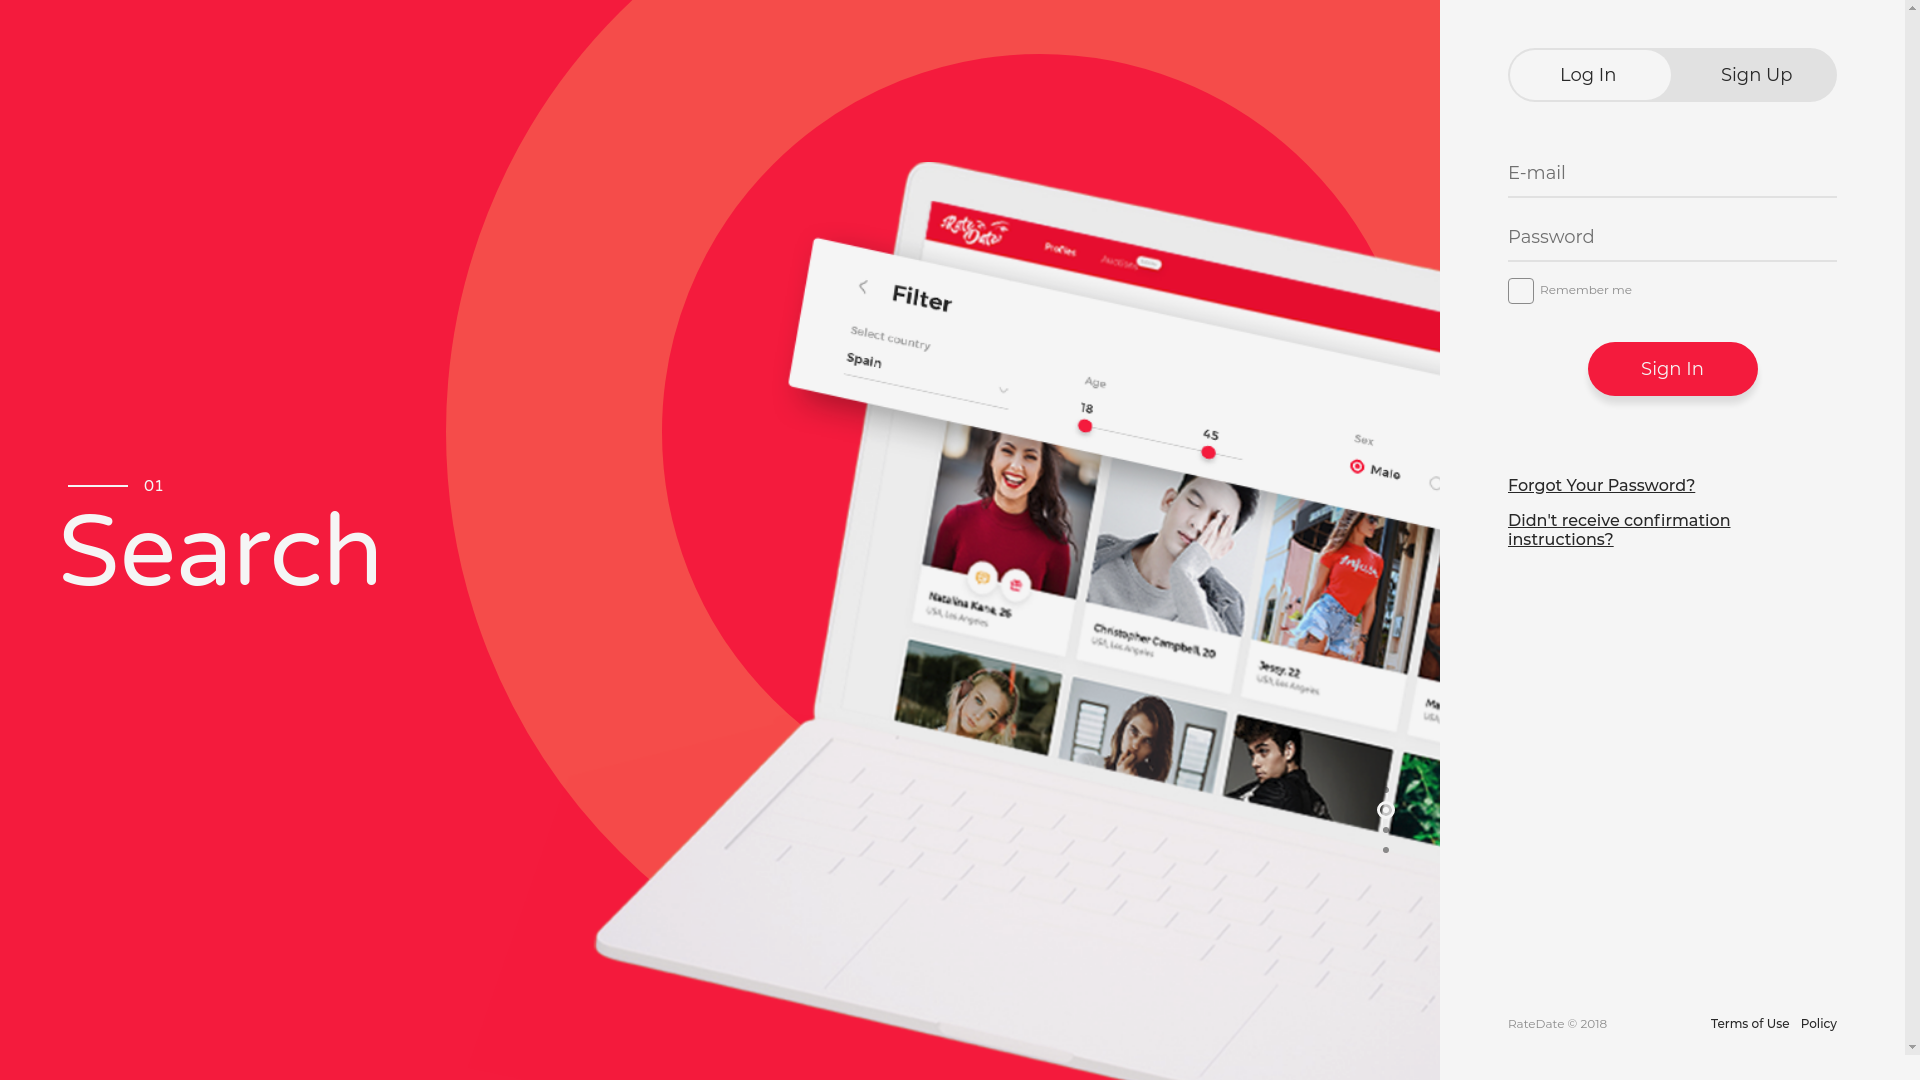 Log In
Sign Up
E-mail
Password
Remember me
Sign In
Forgot Your Password?
Didn't receive confirmation
instructions?
RateDate © 2018
Terms of Use
Policy
01
Search
Rate
Date
Profiles
Auctions
Filter
Select country
Spain
Age
18
45
Sex
Male
Natalina Kane, 26
USA, Los Angeles
Christopher Campbell, 20
USA, Los Angeles
Jessy, 22
USA, Los Angeles